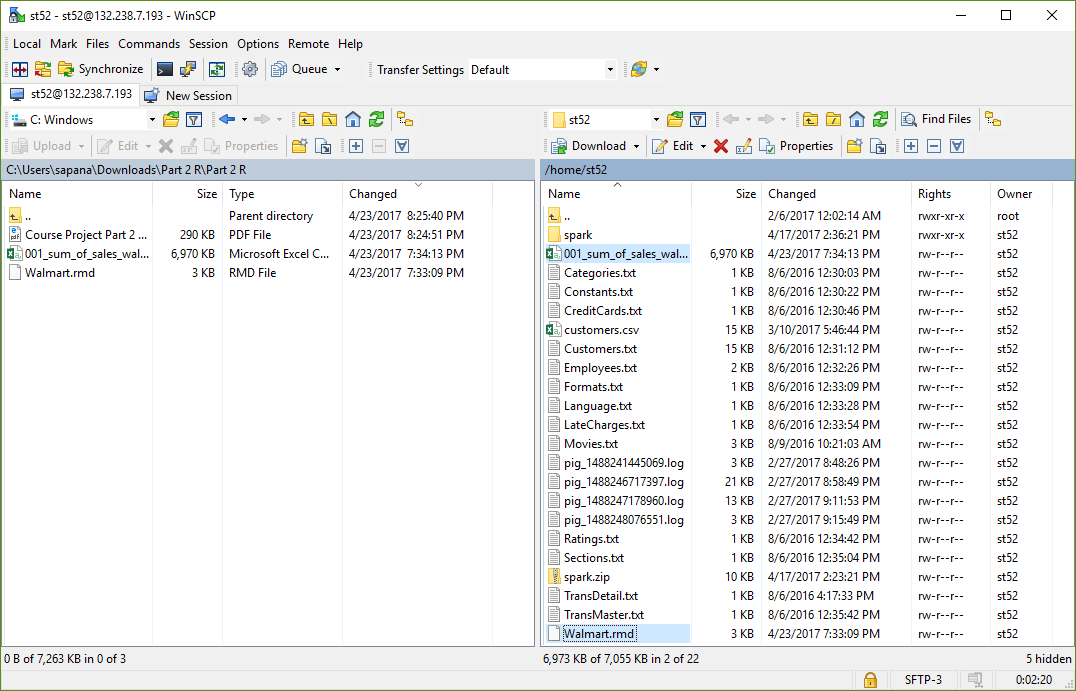 st52 - st52@132.238.7.193 - WinSCP
Local Mark Files Commands Session Options Remote Help
Synchronize Queue Transfer Settings Default
st52@132.238.7.193 New Session
C: Windows st52 Find Files
Upload Edit Properties Download Edit Properties
C:\Users\sapana\Downloads\Part 2 R\Part 2 R /home/st52
Name Size Type Changed Name Size Changed Rights Owner
.. Parent directory 4/23/2017 8:25:40 PM .. 2/6/2017 12:02:14 AM rwxr-xr-x root
Course Project Part 2 ... 290 KB PDF File 4/23/2017 8:24:51 PM spark 4/17/2017 2:36:21 PM rwxr-xr-x st52
001_sum_of_sales_wal... 6,970 KB Microsoft Excel C... 4/23/2017 7:34:13 PM 001_sum_of_sales_wal... 6,970 KB 4/23/2017 7:34:13 PM rw-r--r-- st52
Walmart.rmd 3 KB RMD File 4/23/2017 7:33:09 PM Categories.txt 1 KB 8/6/2016 12:30:03 PM rw-r--r-- st52
Constants.txt 1 KB 8/6/2016 12:30:22 PM rw-r--r-- st52
CreditCards.txt 1 KB 8/6/2016 12:30:46 PM rw-r--r-- st52
customers.csv 15 KB 3/10/2017 5:46:44 PM rw-r--r-- st52
Customers.txt 15 KB 8/6/2016 12:31:12 PM rw-r--r-- st52
Employees.txt 2 KB 8/6/2016 12:32:26 PM rw-r--r-- st52
Formats.txt 1 KB 8/6/2016 12:33:09 PM rw-r--r-- st52
Language.txt 1 KB 8/6/2016 12:33:28 PM rw-r--r-- st52
LateCharges.txt 1 KB 8/6/2016 12:33:54 PM rw-r--r-- st52
Movies.txt 3 KB 8/9/2016 10:21:03 AM rw-r--r-- st52
pig_1488241445069.log 3 KB 2/27/2017 8:48:26 PM rw-r--r-- st52
pig_1488246717397.log 21 KB 2/27/2017 8:58:49 PM rw-r--r-- st52
pig_1488247178960.log 13 KB 2/27/2017 9:11:53 PM rw-r--r-- st52
pig_1488248076551.log 3 KB 2/27/2017 9:15:49 PM rw-r--r-- st52
Ratings.txt 1 KB 8/6/2016 12:34:42 PM rw-r--r-- st52
Sections.txt 1 KB 8/6/2016 12:35:04 PM rw-r--r-- st52
spark.zip 10 KB 4/17/2017 2:23:21 PM rw-r--r-- st52
TransDetail.txt 1 KB 8/6/2016 4:17:33 PM rw-r--r-- st52
TransMaster.txt 1 KB 8/6/2016 12:35:42 PM rw-r--r-- st52
Walmart.rmd 3 KB 4/23/2017 7:33:09 PM rw-r--r-- st52
0 B of 7,263 KB in 0 of 3 6,973 KB of 7,055 KB in 2 of 22 5 hidden
SFTP-3 0:02:20